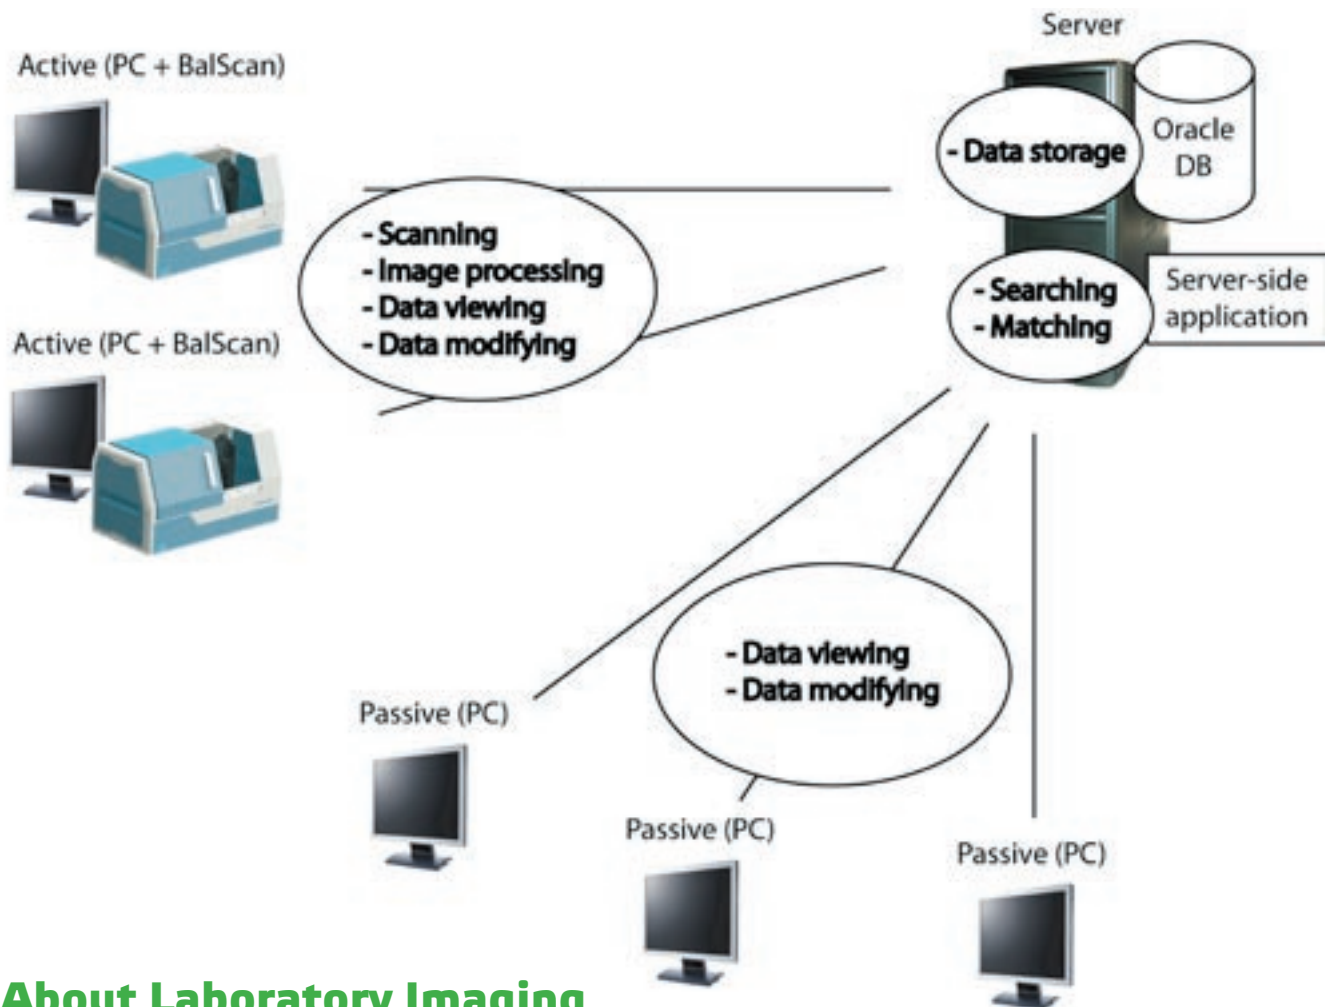 Server
Active (PC + BalScan)
- Data storage
Oracle
DB
- Scanning
- Image processing
- Data viewing
- Data modifying
- Searching
- Matching
Server-side
application
Active (PC + BalScan)
- Data viewing
- Data modifying
Passive (PC)
Passive (PC)
Passive (PC)
About Laboratory Imaging